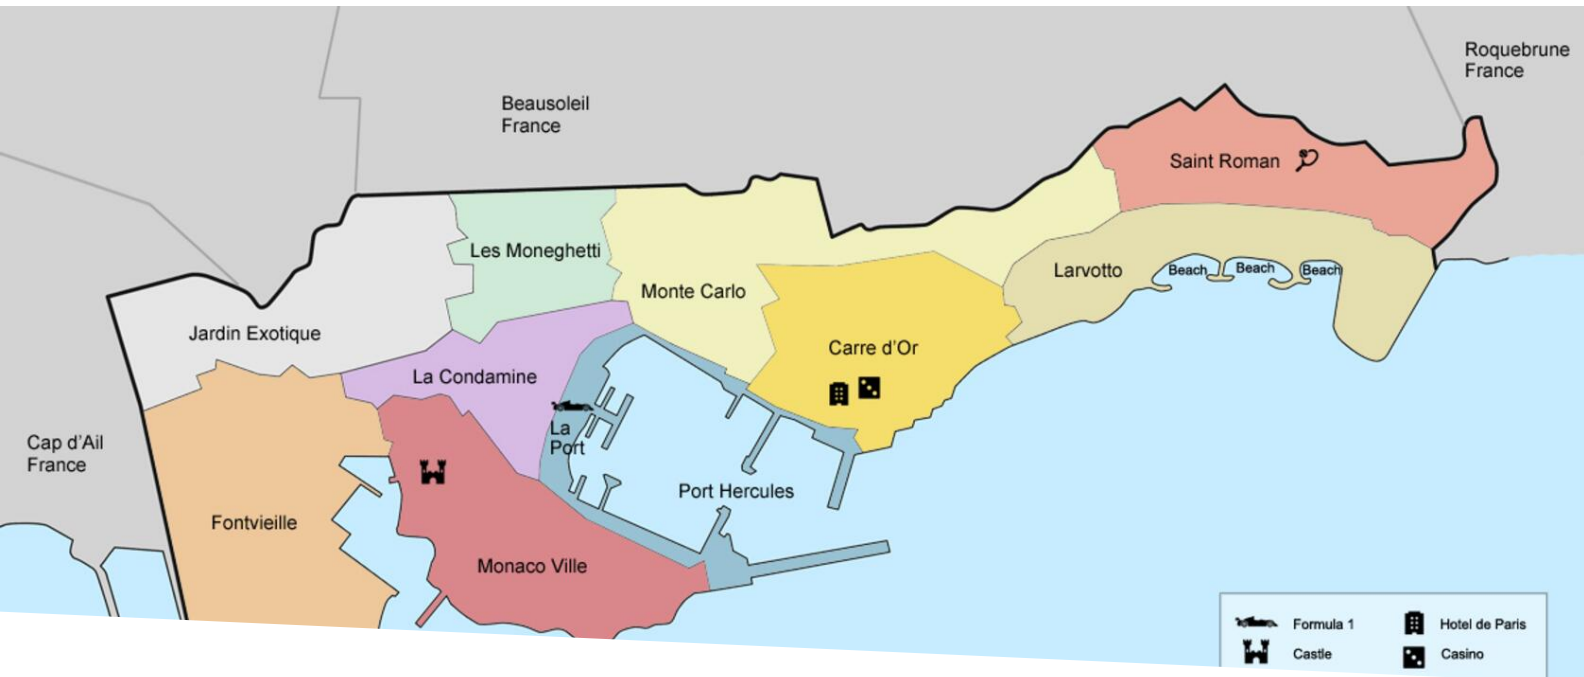 Roquebrune
France
Beausoleil
France
Saint Roman
Les Moneghetti
Larvotto
Beach
Beach
Beach
Monte Carlo
Jardin Exotique
Carre d'Or
La Condamine
La
Port
Cap d'Ail
France
Port Hercules
Fontvieille
Monaco Ville
Formula 1
Hotel de Paris
Castle
Casino